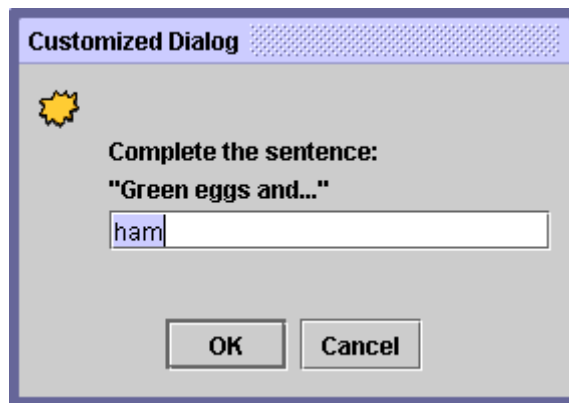 Customized Dialog
Complete the sentence:
"Green eggs and..."
ham
OK Cancel